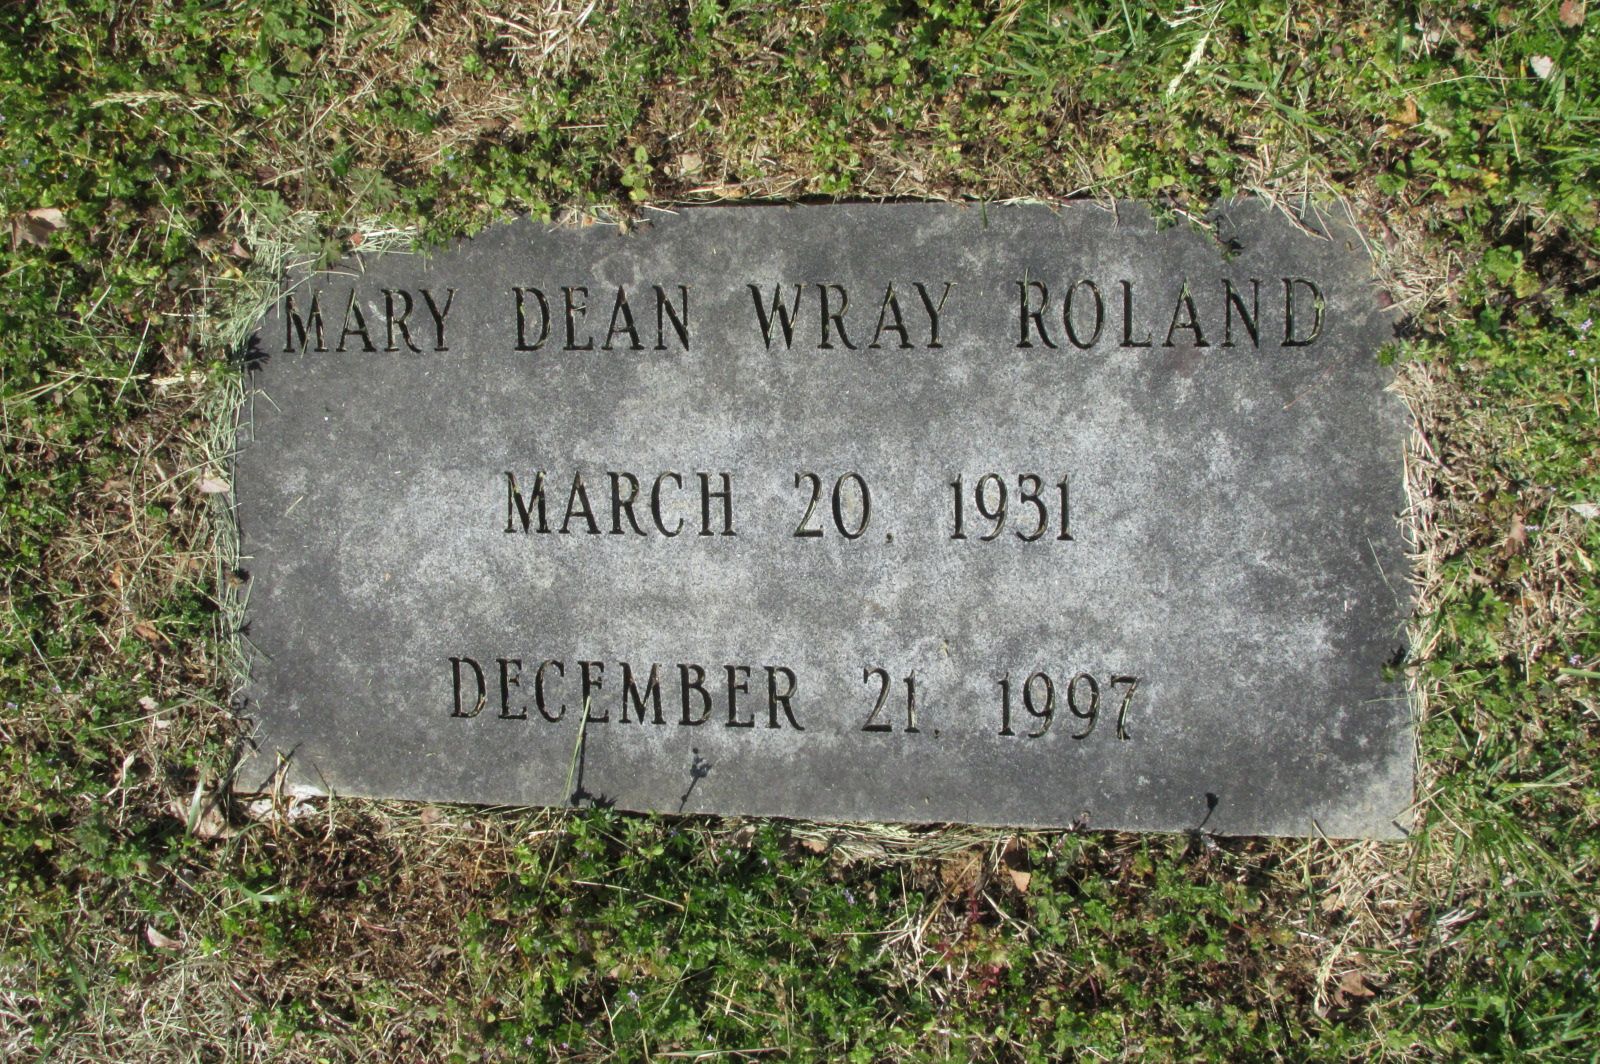 MARY DEAN WRAY ROLAND
MARCH 20, 1931
DECEMBER 21, 1997